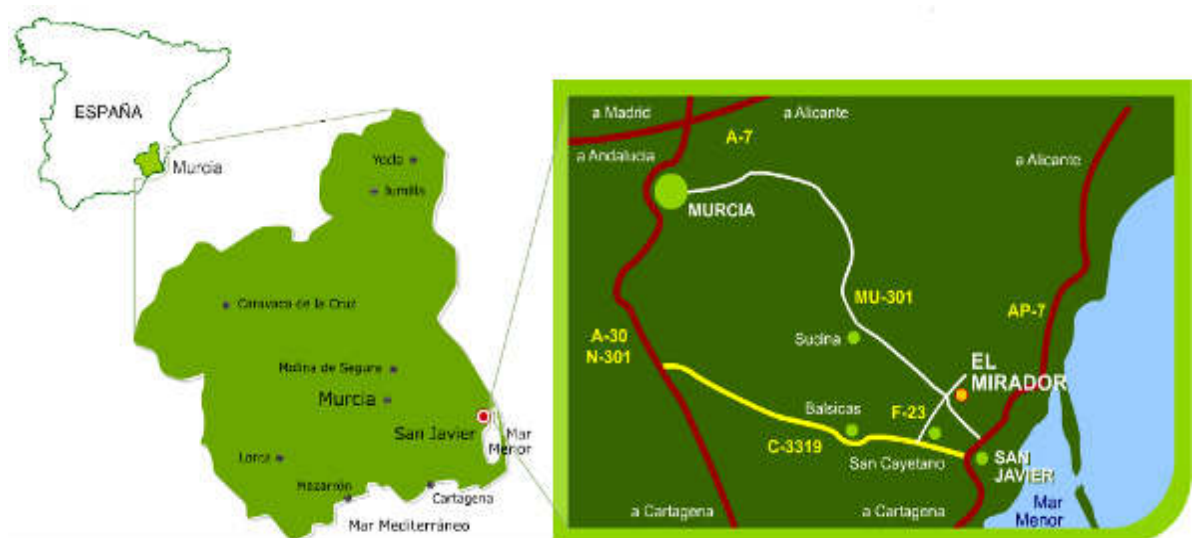 ESPAÑA
Murcia
Yecla
Jumilla
Caravaca de la Cruz
Molina de Segura
Murcia
San Javier
Mar
Menor
Lorca
Mazarrón
Cartagena
Mar Mediterráneo
a Madrid
a Alicante
A-7
a Andalucia
a Alicante
MURCIA
MU-301
AP-7
A-30
N-301
Sucina
EL
MIRADOR
Balsicas
F-23
C-3319
San Cayetano
SAN
JAVIER
a Cartagena
a Cartagena
Mar
Menor